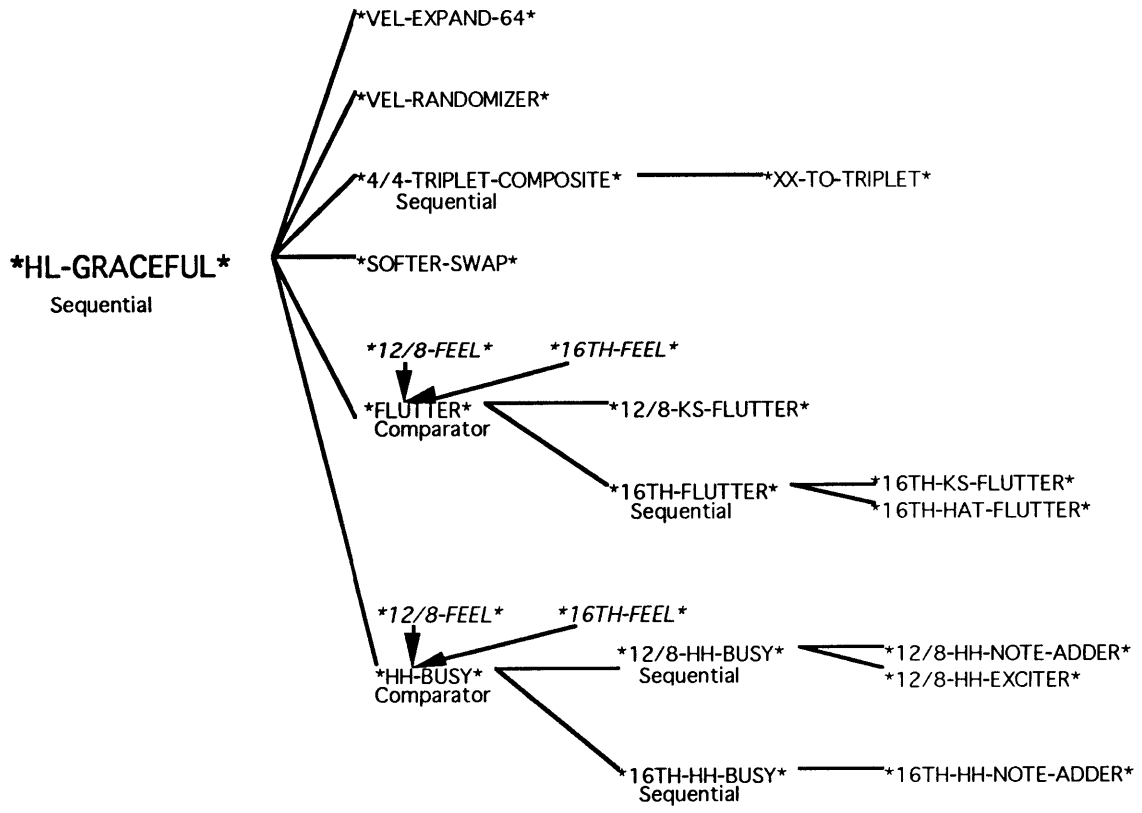 *VEL-EXPAND-64*
*VEL-RANDOMIZER*
*4/4-TRIPLET-COMPOSITE*
Sequential
*XX-TO-TRIPLET*
*HL-GRACEFUL*
Sequential
*SOFTER-SWAP*
*12/8-FEEL*
*16TH-FEEL*
*FLUTTER*
Comparator
*12/8-KS-FLUTTER*
*16TH-FLUTTER*
Sequential
*16TH-KS-FLUTTER*
*16TH-HAT-FLUTTER*
*12/8-FEEL*
*16TH-FEEL*
*HH-BUSY*
Comparator
*12/8-HH-BUSY*
Sequential
*12/8-HH-NOTE-ADDER*
*12/8-HH-EXCITER*
*16TH-HH-BUSY*
Sequential
*16TH-HH-NOTE-ADDER*